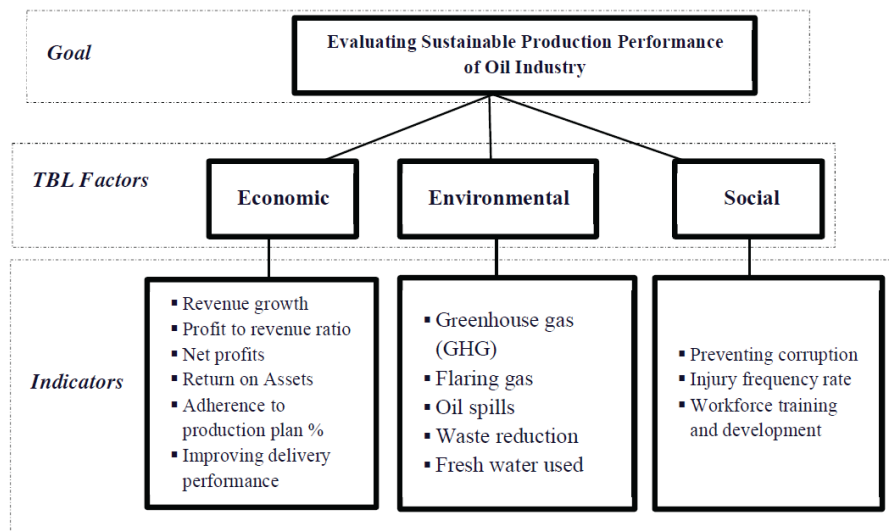 Goal
Evaluating Sustainable Production Performance
of Oil Industry
TBL Factors
Economic
Environmental
Social
Indicators
▪ Revenue growth
▪ Profit to revenue ratio
▪ Net profits
▪ Return on Assets
▪ Adherence to
production plan %
▪ Improving delivery
performance
▪ Greenhouse gas
(GHG)
▪ Flaring gas
▪ Oil spills
▪ Waste reduction
▪ Fresh water used
▪ Preventing corruption
▪ Injury frequency rate
▪ Workforce training
and development